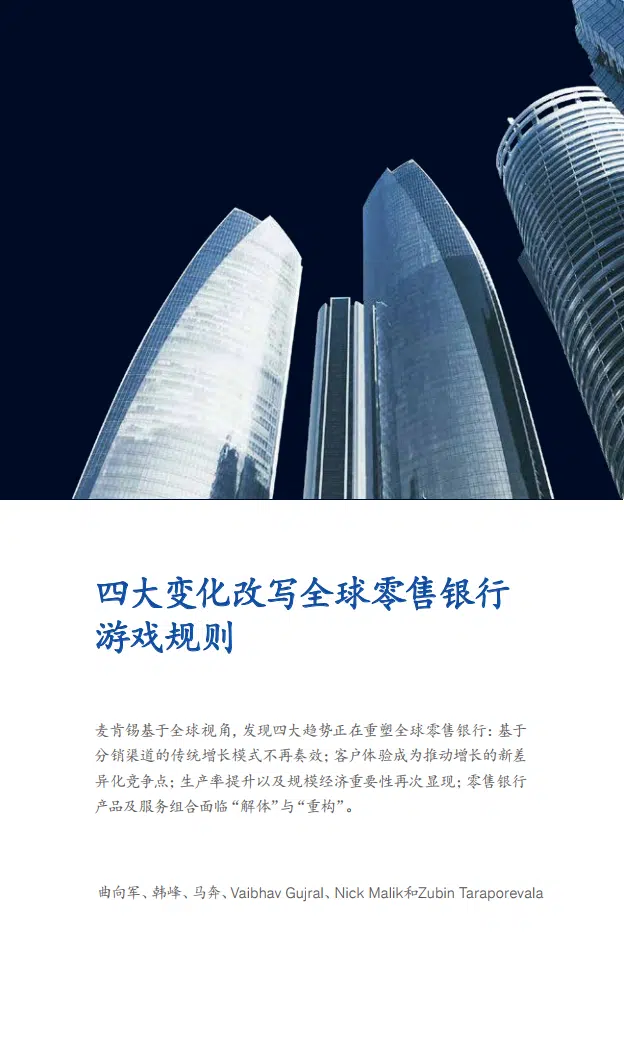 四大变化改写全球零售银行
游戏规则
麦肯锡基于全球视角，发现四大趋势正在重塑全球零售银行：基于
分销渠道的传统增长模式不再奏效；客户体验成为推动增长的新差
异化竞争点；生产率提升以及规模经济重要性再次显现；零售银行
产品及服务组合面临“解体”与“重构”。
曲向军、韩峰、马奔、Vaibhav Gujral、Nick Malik和Zubin Taraporevala